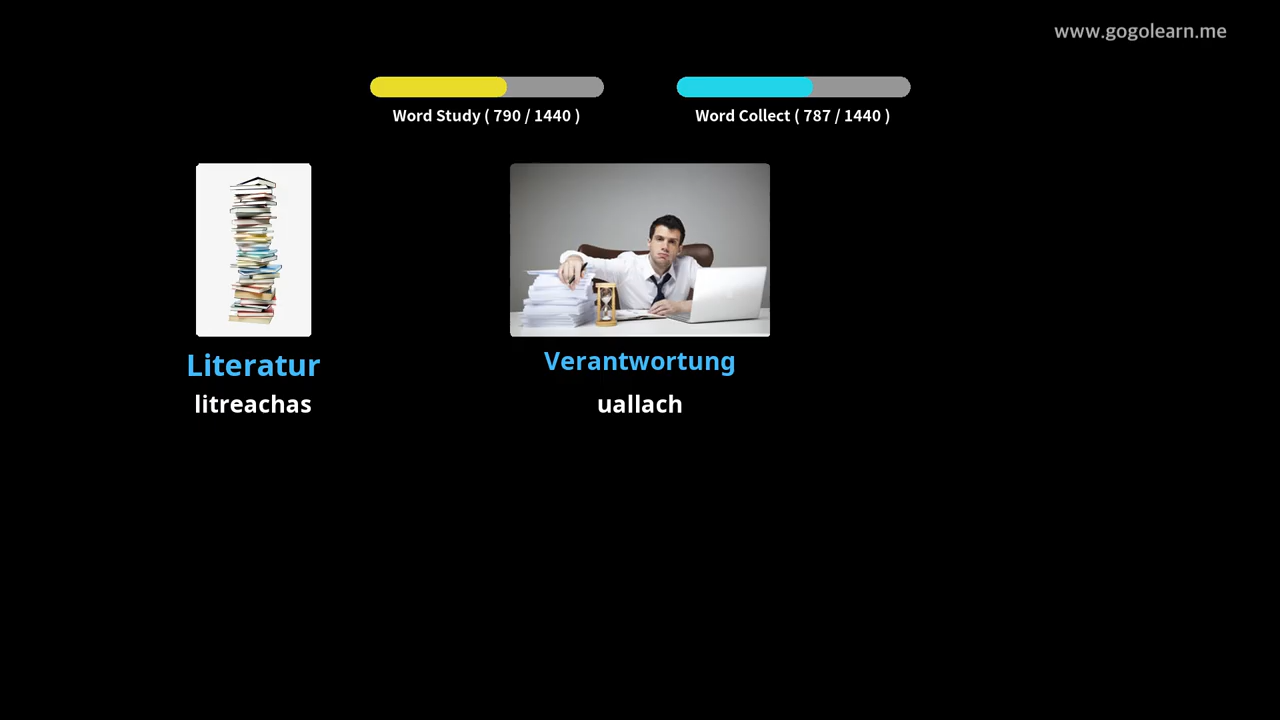 www.gogolearn.me
Word Study ( 790 / 1440 )
Word Collect ( 787 / 1440 )
Literatur
litreachas
Verantwortung
uallach